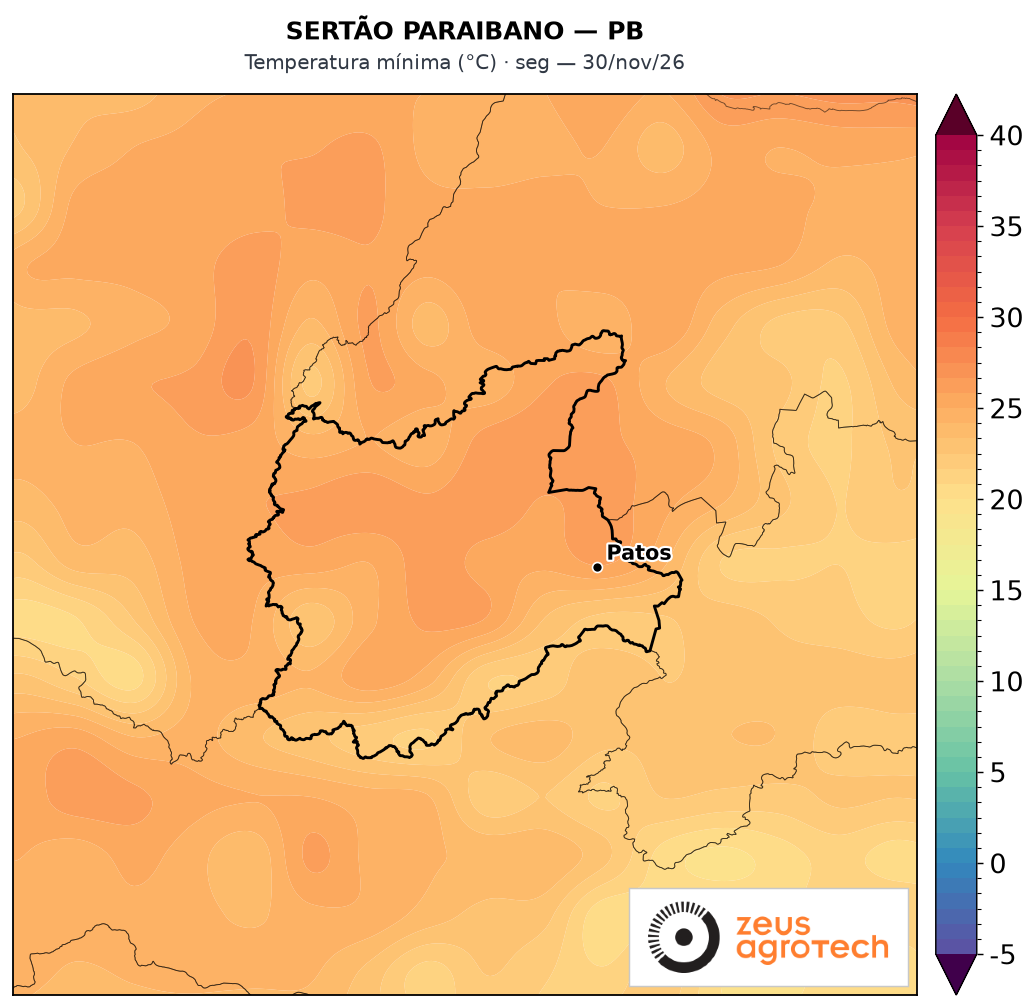 SERTÃO PARAIBANO — PB
Temperatura mínima (°C) · seg — 30/nov/26
40
35
30
25
20
15
10
5
0
-5
Patos
zeus
agrotech